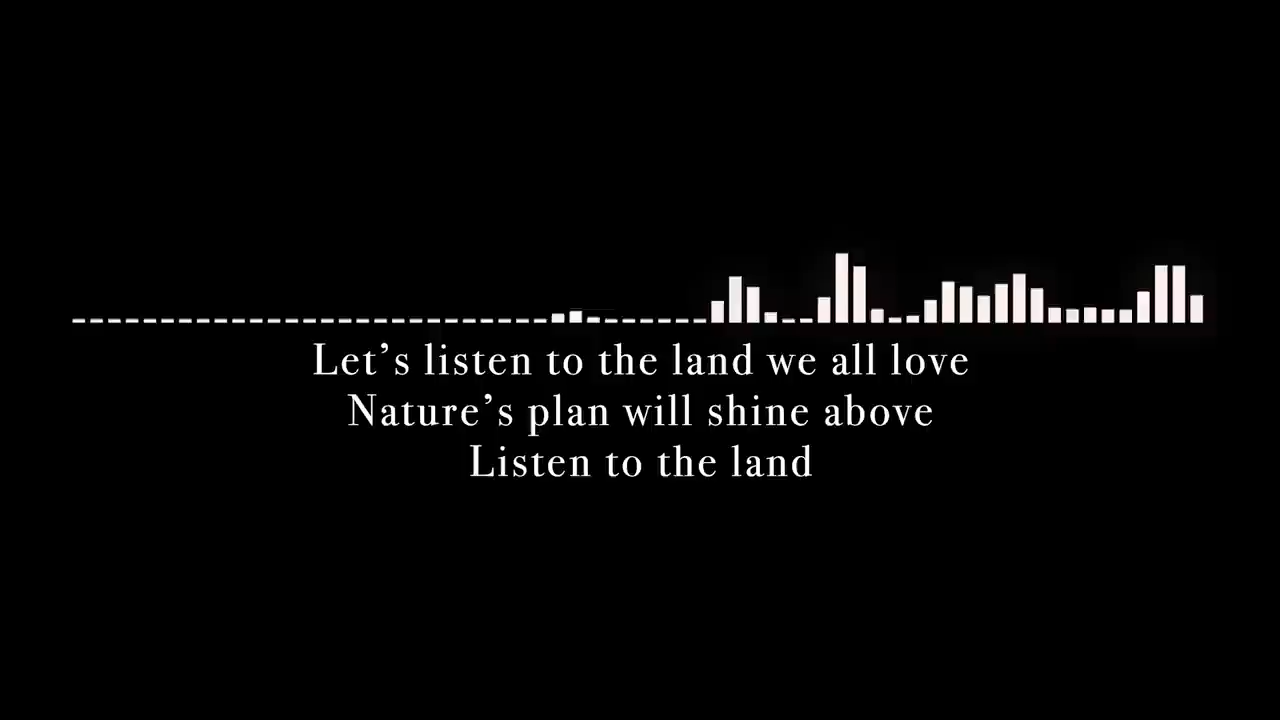 Let’s listen to the land we all love
Nature’s plan will shine above
Listen to the land